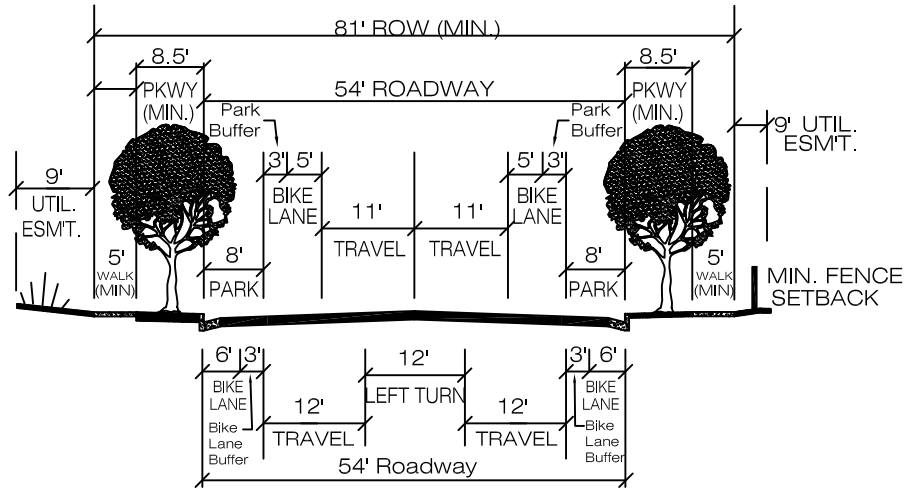 81' ROW (MIN.)
8.5'
8.5'
PKWY
(MIN.)
54' ROADWAY
PKWY
(MIN.)
Park
Buffer
Park
Buffer
9' UTIL.
ESM'T.
3' 5'
5' 3'
9'
UTIL.
ESM'T.
BIKE
LANE
11'
11'
BIKE
LANE
TRAVEL
TRAVEL
5'
WALK
(MIN)
8'
PARK
8'
PARK
5'
WALK
(MIN)
MIN. FENCE
SETBACK
6' 3'
12'
3' 6'
BIKE
LANE
LEFT TURN
BIKE
LANE
Bike
Lane
Buffer
12'
TRAVEL
12'
TRAVEL
Bike
Lane
Buffer
54' Roadway